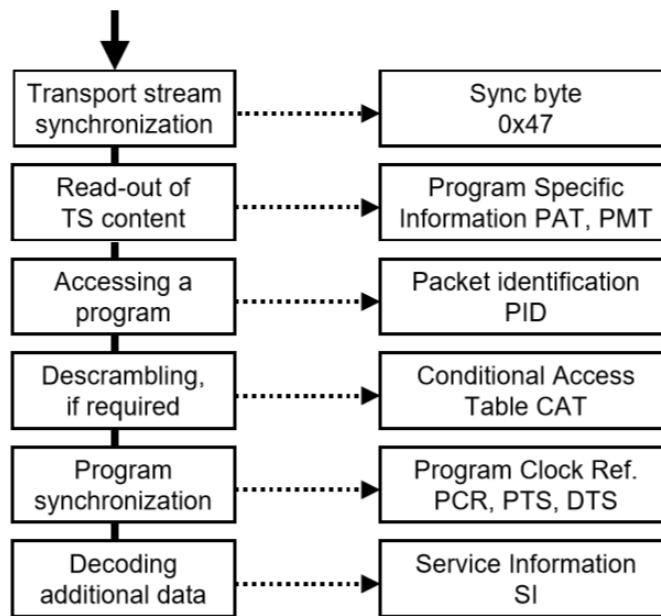 Transport stream
synchronization
Sync byte
0x47
Read-out of
TS content
Program Specific
Information PAT, PMT
Accessing a
program
Packet identification
PID
Descrambling,
if required
Conditional Access
Table CAT
Program
synchronization
Program Clock Ref.
PCR, PTS, DTS
Decoding
additional data
Service Information
SI